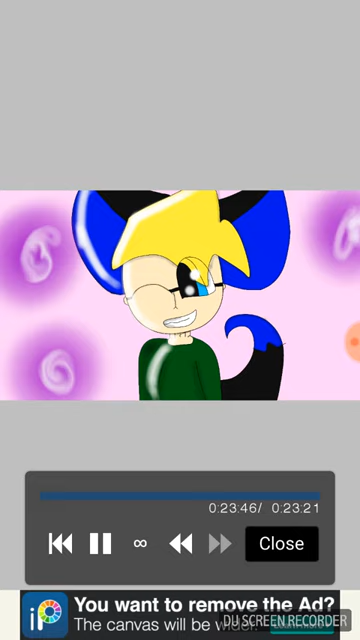 0:23:46/ 0:23:21
∞
Close
iP
You want to remove the Ad?
The canvas will be wider.
DU SCREEN RECORDER